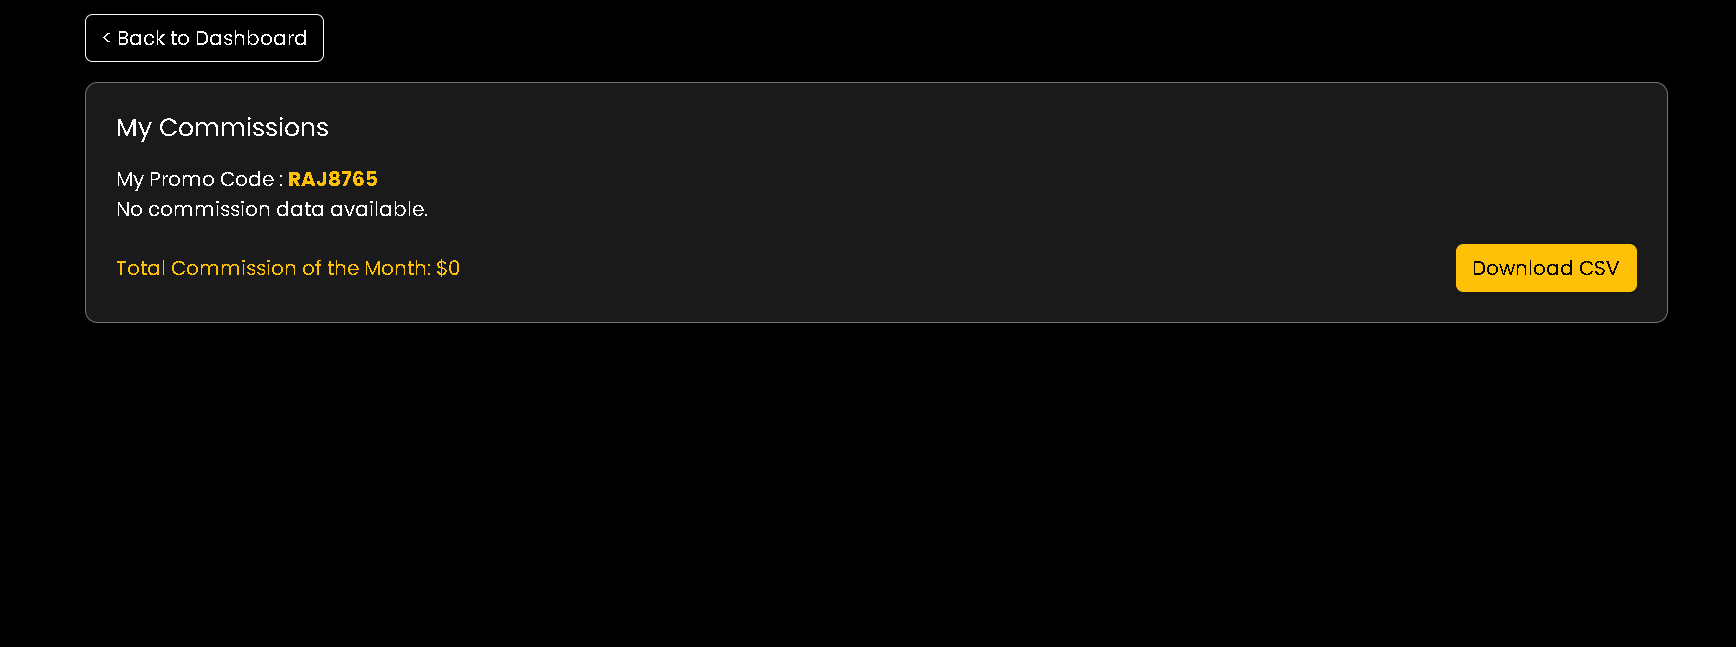 < Back to Dashboard
My Commissions
My Promo Code : RAJ8765
No commission data available.
Total Commission of the Month: $0
Download CSV